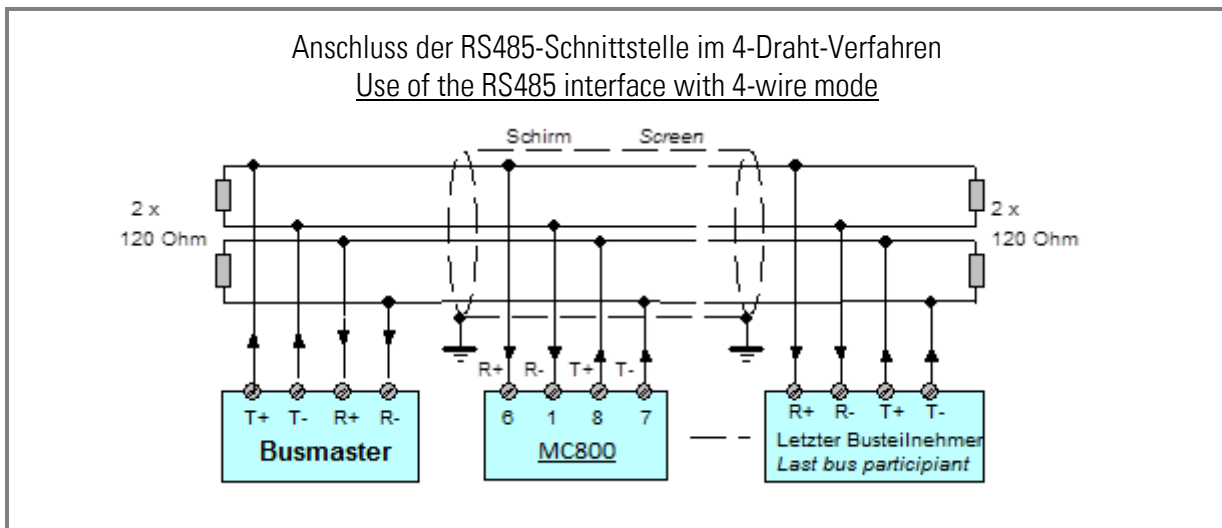 Anschluss der RS485-Schnittstelle im 4-Draht-Verfahren
Use of the RS485 interface with 4-wire mode
Schirm Screen
2 x
120 Ohm
2 x
120 Ohm
R+ R- T+ T-
T+ T- R+ R-
Busmaster
6 1 8 7
MC800
R+ R- T+ T-
Letzter Busteilnehmer
Last bus participiant